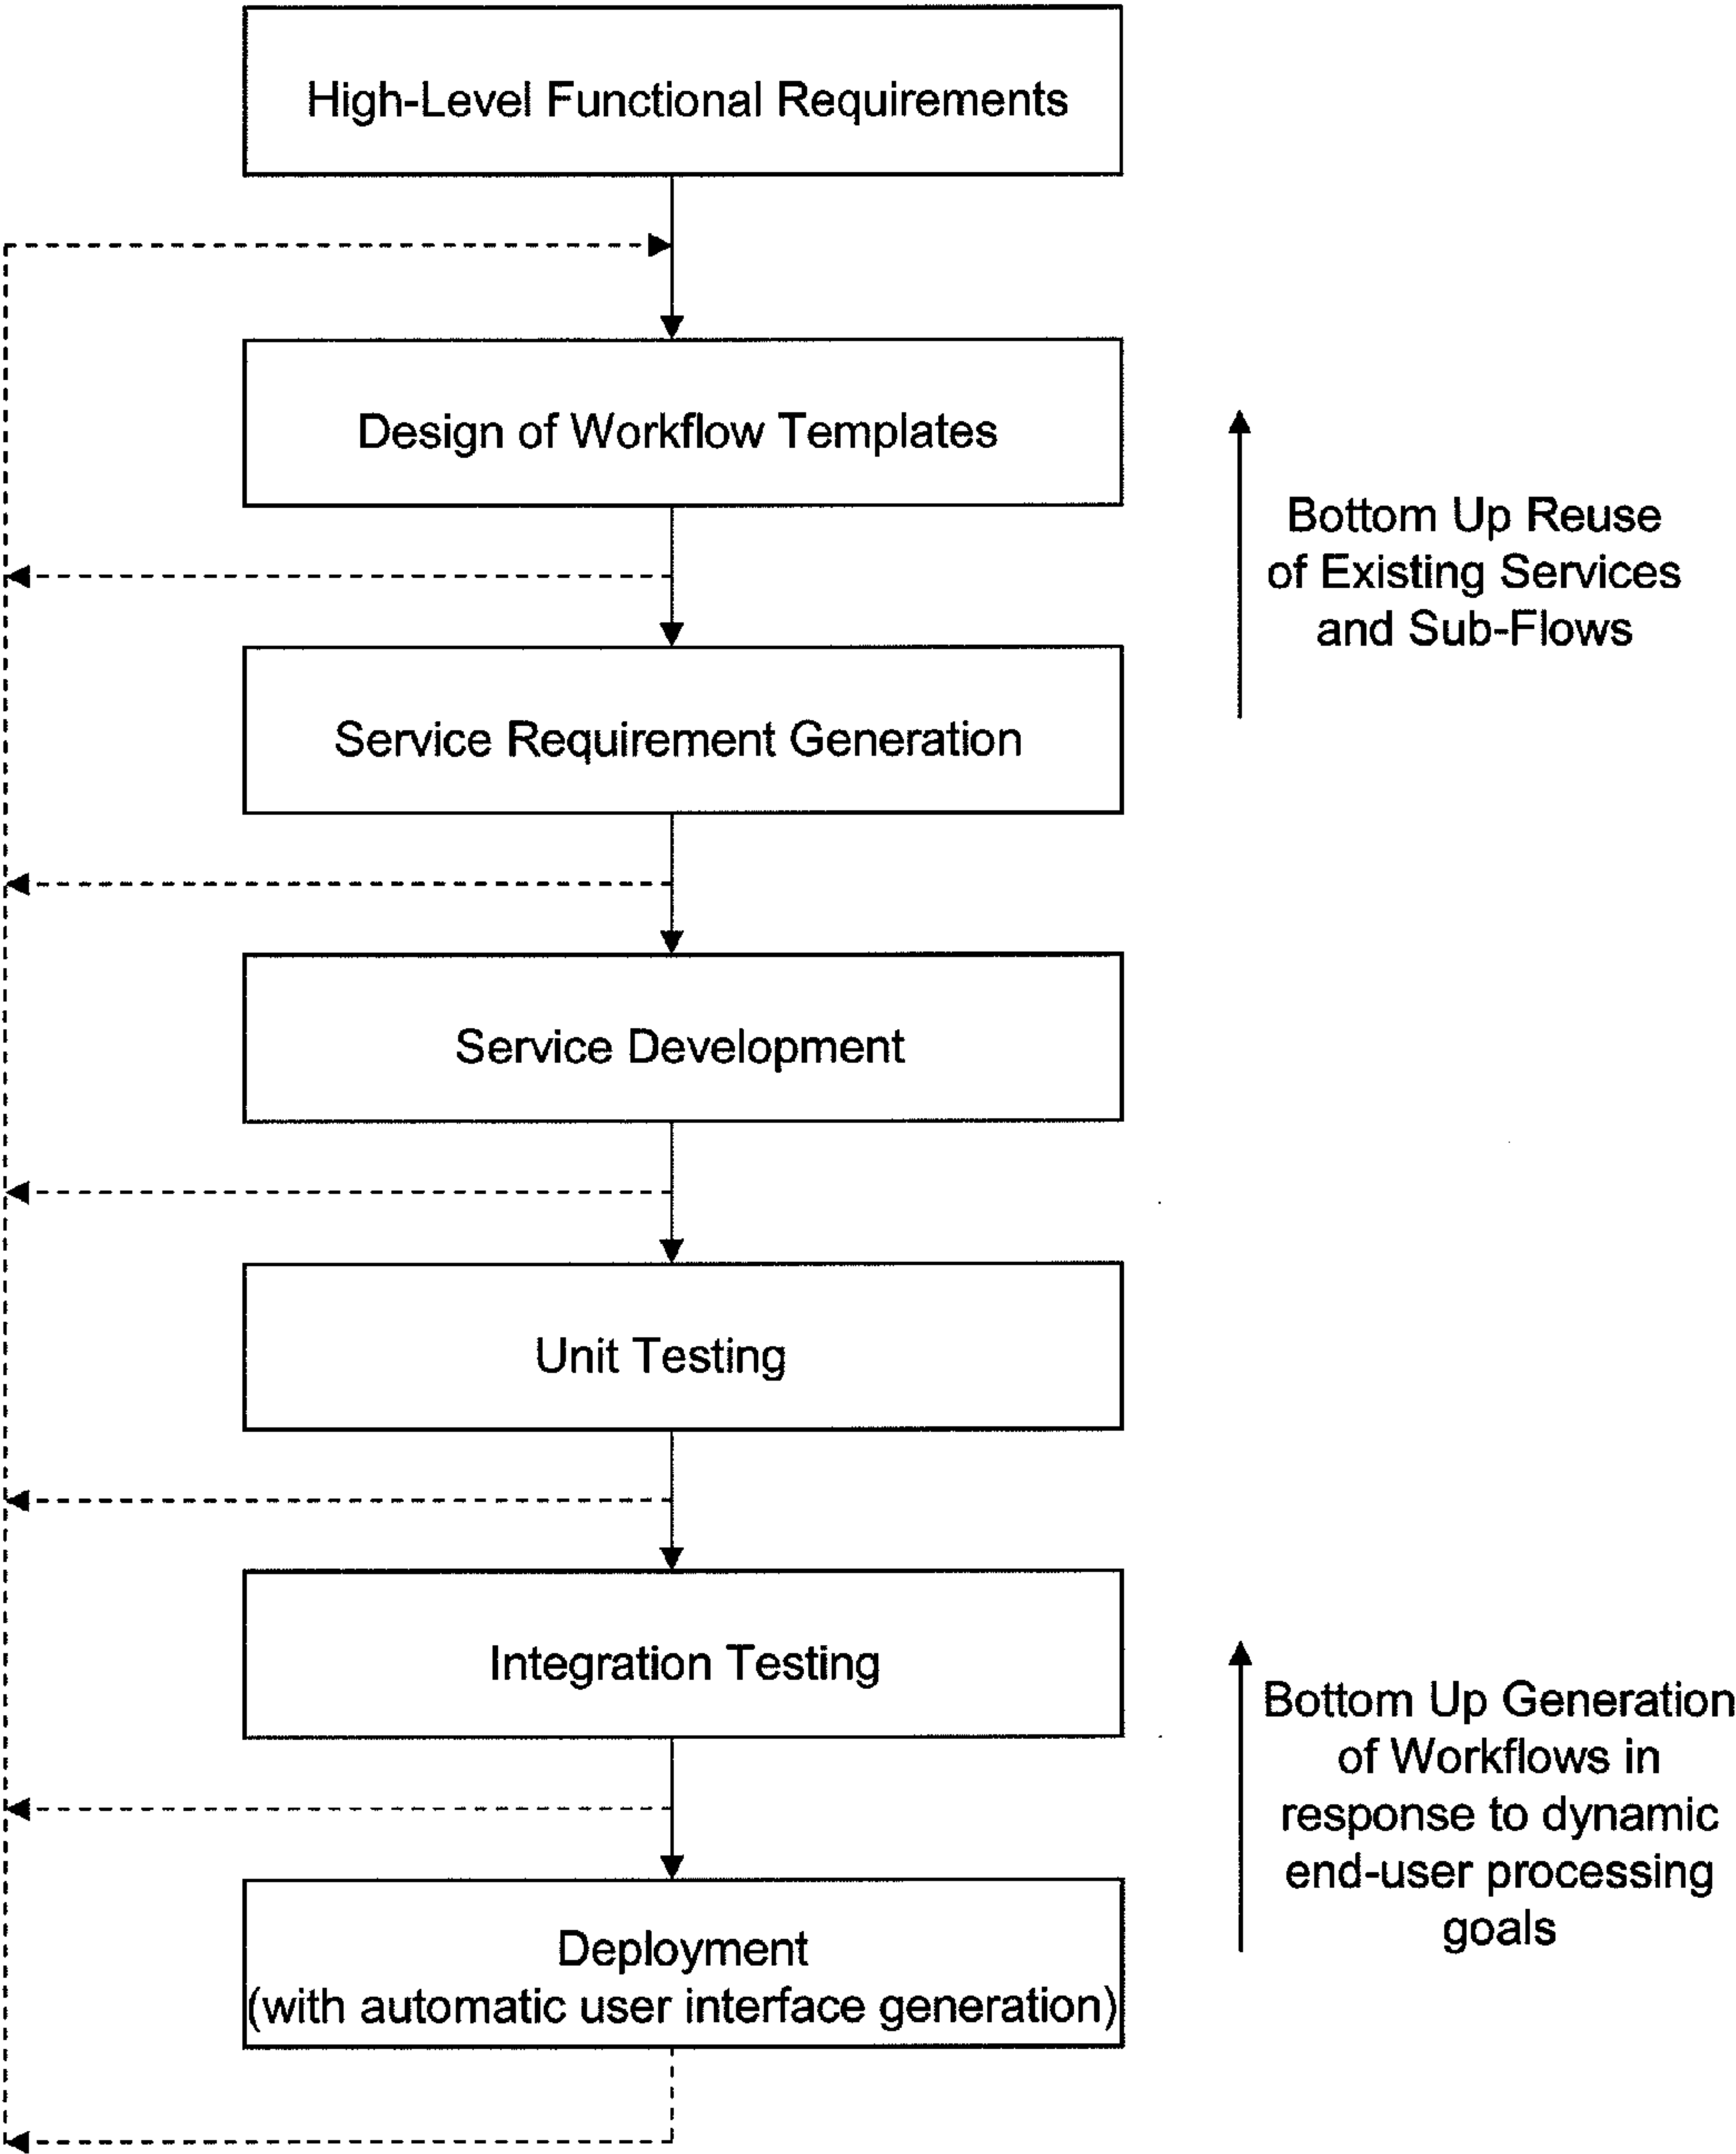 High-Level Functional Requirements
Design of Workflow Templates
Bottom Up Reuse
of Existing Services
and Sub-Flows
Service Requirement Generation
Service Development
Unit Testing
Integration Testing
Bottom Up Generation
of Workflows in
response to dynamic
end-user processing
goals
Deployment
(with automatic user interface generation)